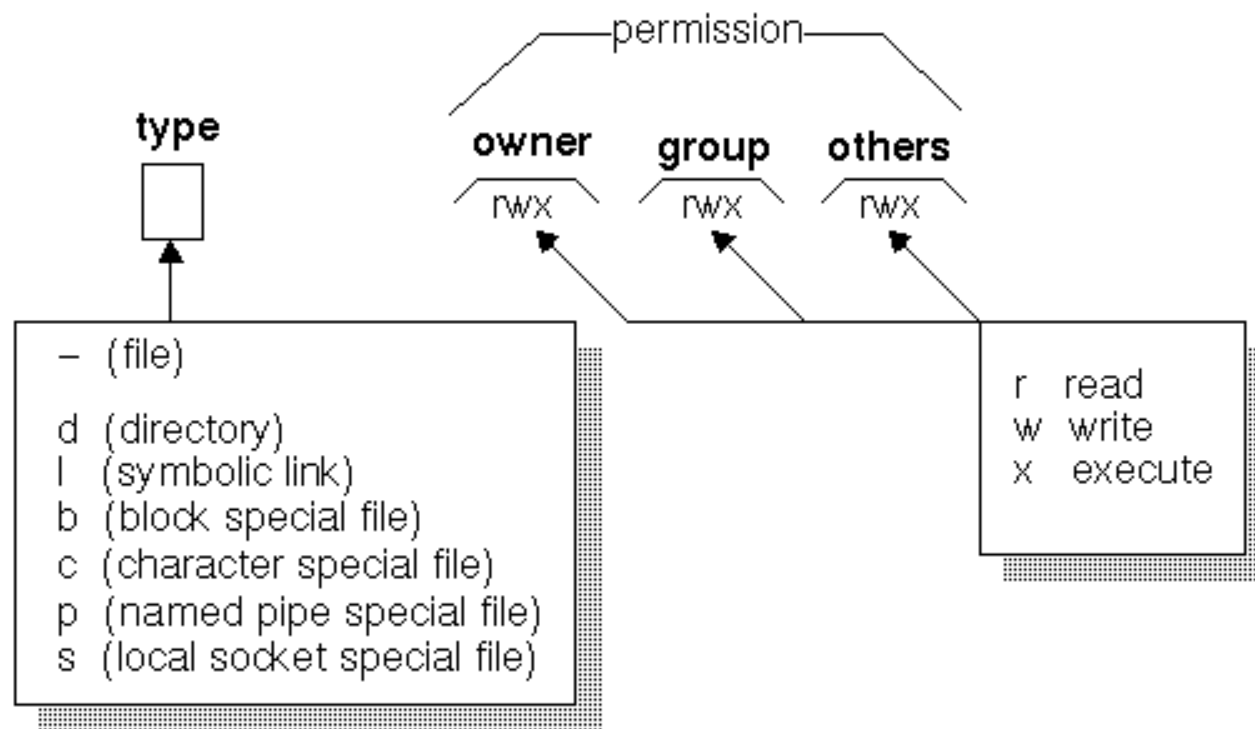 permission
type
owner group others
rwx rwx rwx
– (file)
d (directory)
l (symbolic link)
b (block special file)
c (character special file)
p (named pipe special file)
s (local socket special file)
r read
w write
x execute